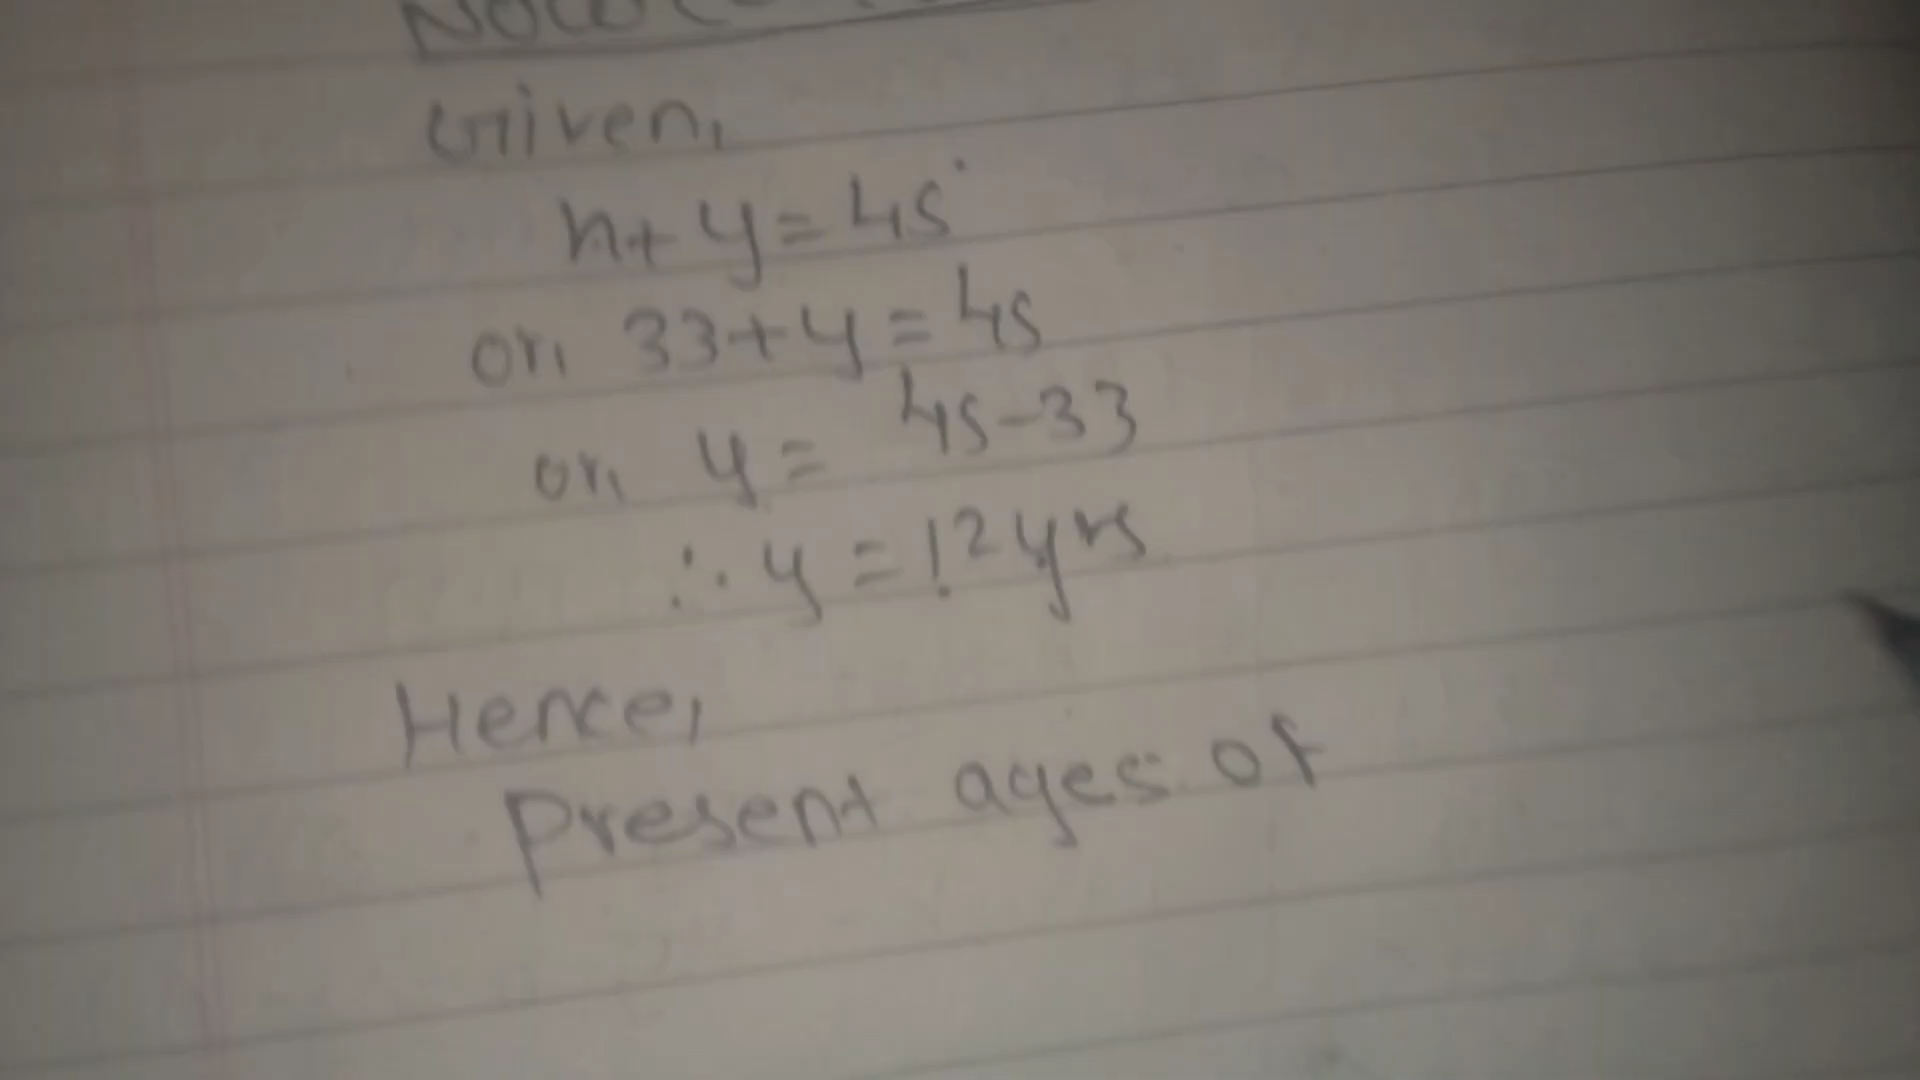 Given,
x+y=45
or, 33+y=45
or, y= 45-33
∴ y =12yrs
Hence,
present ages of